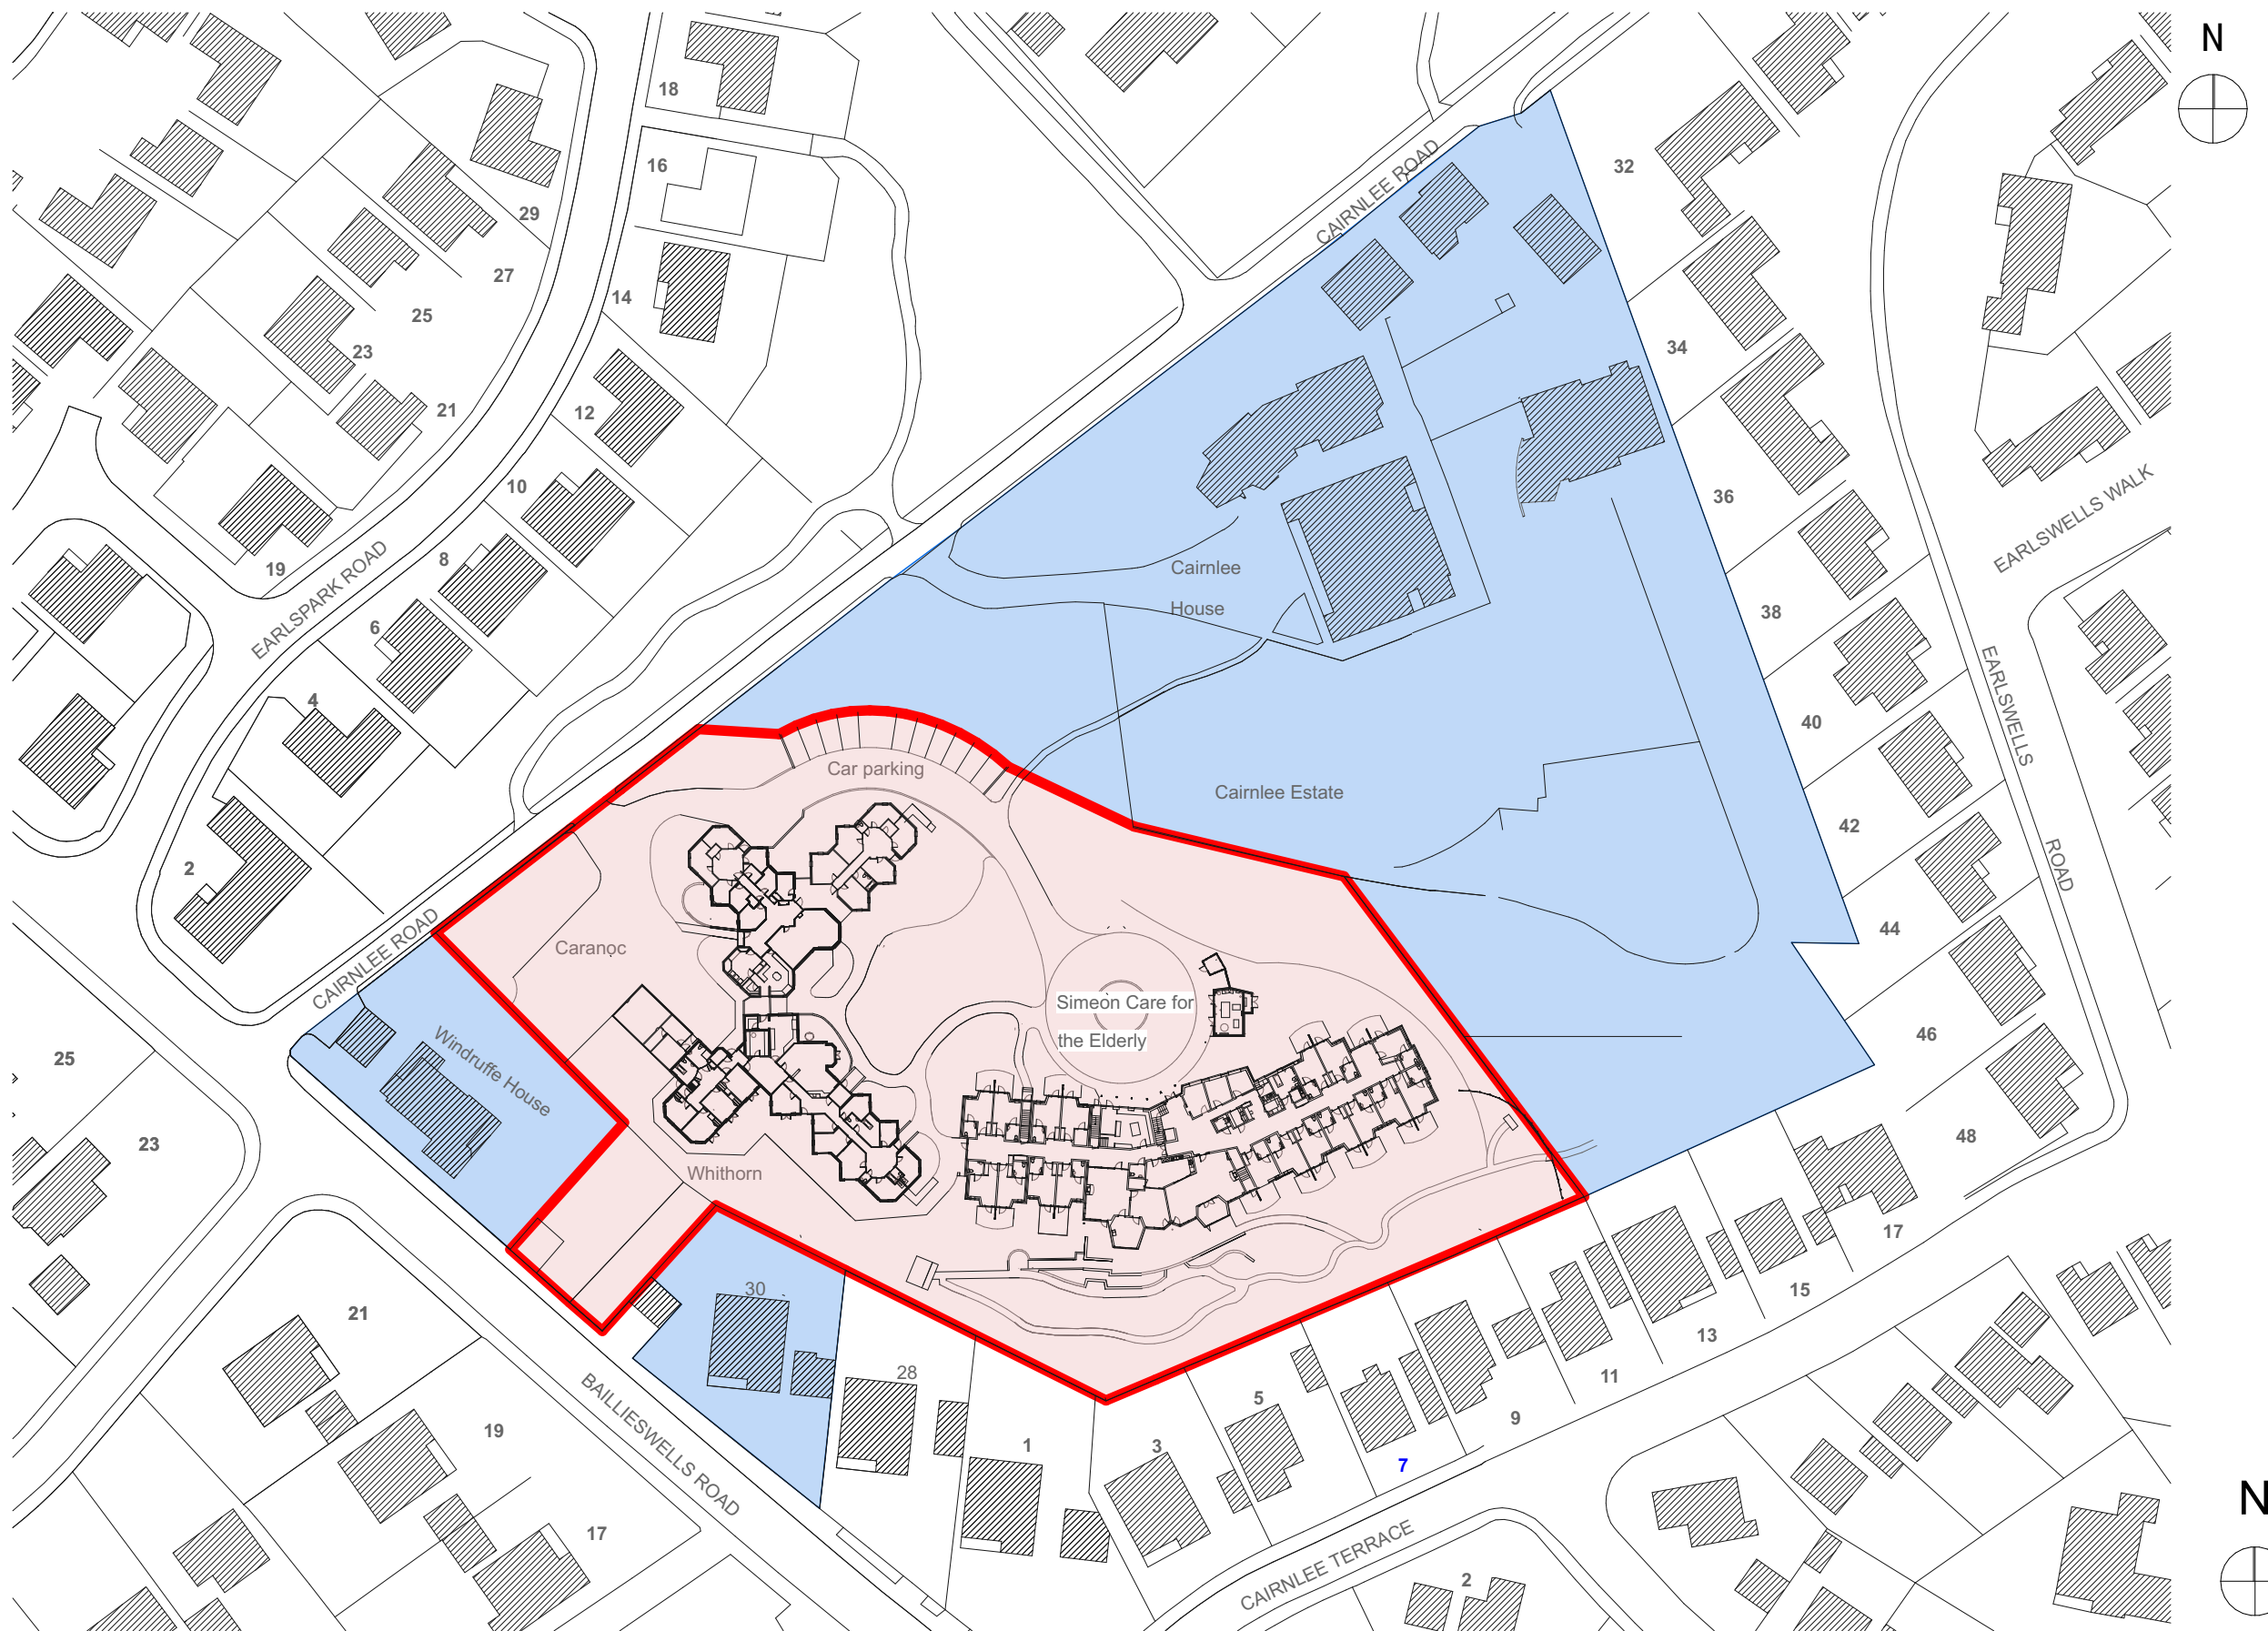 N
18
CAIRNLEE ROAD
16
32
29
27
14
25
34
23
21
12
10
36
EARLSWELLS WALK
8
19
EARLSPARK ROAD
Cairnlee
House
38
6
4
EARLSWELLS
ROAD
40
Car parking
Cairnlee Estate
42
2
CAIRNLEE ROAD
Caranoc
44
Simeon Care for
the Elderly
Windruffe House
46
25
23
48
Whithorn
17
30
15
21
13
28
11
5
9
19
1
3
7
BAILLIESWELLS ROAD
N
17
CAIRNLEE TERRACE
2